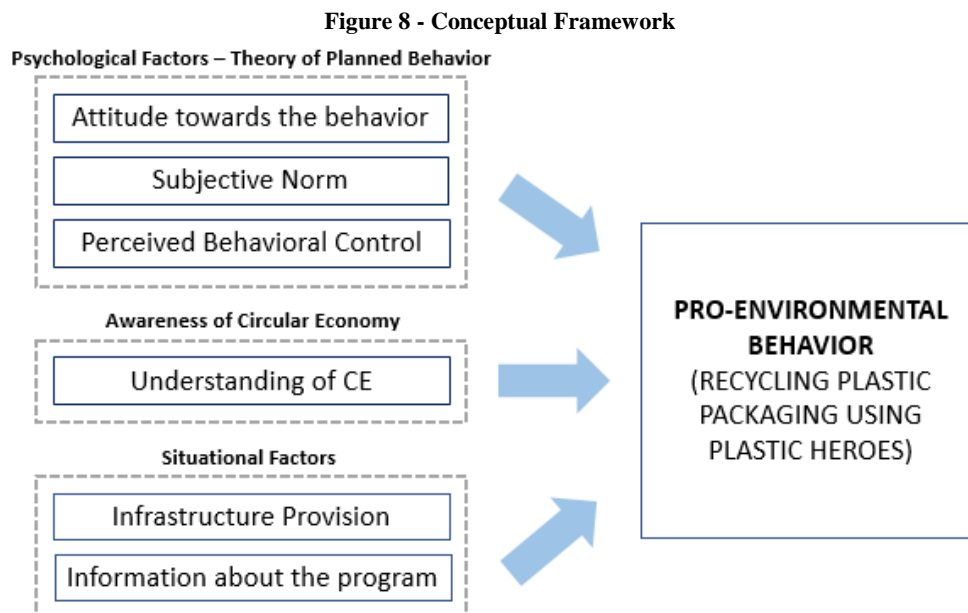 Figure 8 - Conceptual Framework
Psychological Factors – Theory of Planned Behavior
Attitude towards the behavior
Subjective Norm
Perceived Behavioral Control
Awareness of Circular Economy
Understanding of CE
Situational Factors
Infrastructure Provision
Information about the program
PRO-ENVIRONMENTAL
BEHAVIOR
(RECYCLING PLASTIC
PACKAGING USING
PLASTIC HEROES)